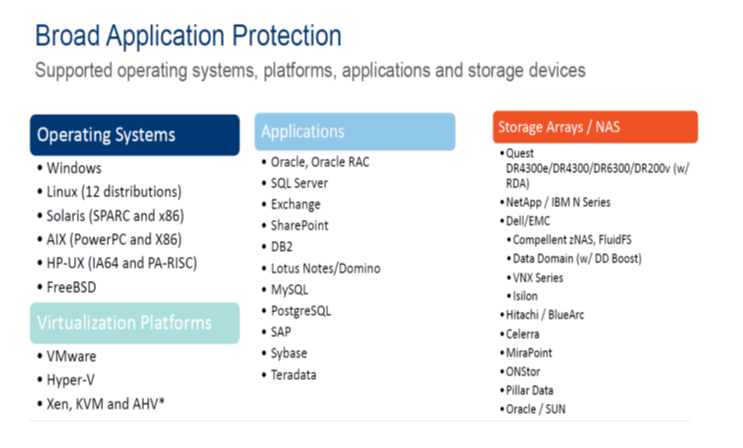 Broad Application Protection
Supported operating systems, platforms, applications and storage devices
Operating Systems
• Windows
• Linux (12 distributions)
• Solaris (SPARC and x86)
• AIX (PowerPC and X86)
• HP-UX (IA64 and PA-RISC)
• FreeBSD
Virtualization Platforms
• VMware
• Hyper-V
• Xen, KVM and AHV*
Applications
• Oracle, Oracle RAC
• SQL Server
• Exchange
• SharePoint
• DB2
• Lotus Notes/Domino
• MySQL
• PostgreSQL
• SAP
• Sybase
• Teradata
Storage Arrays / NAS
• Quest
DR4300e/DR4300/DR6300/DR200v (w/
RDA)
• NetApp / IBM N Series
• Dell/EMC
• Compellent zNAS, FluidFS
• Data Domain (w/ DD Boost)
• VNX Series
• Isilon
• Hitachi / BlueArc
• Celerra
• MiraPoint
• ONStor
• Pillar Data
• Oracle / SUN